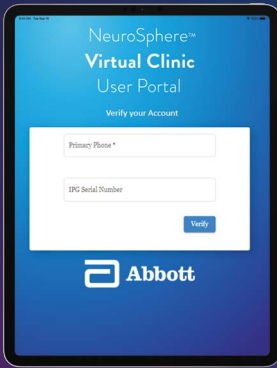 NeuroSphere™
Virtual Clinic
User Portal
Verify your Account
Primary Phone *
IPG Serial Number
Verify
Abbott